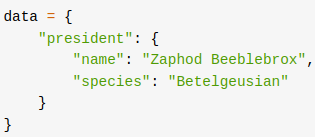 data = {
    "president": {
        "name": "Zaphod Beeblebrox",
        "species": "Betelgeusian"
    }
}